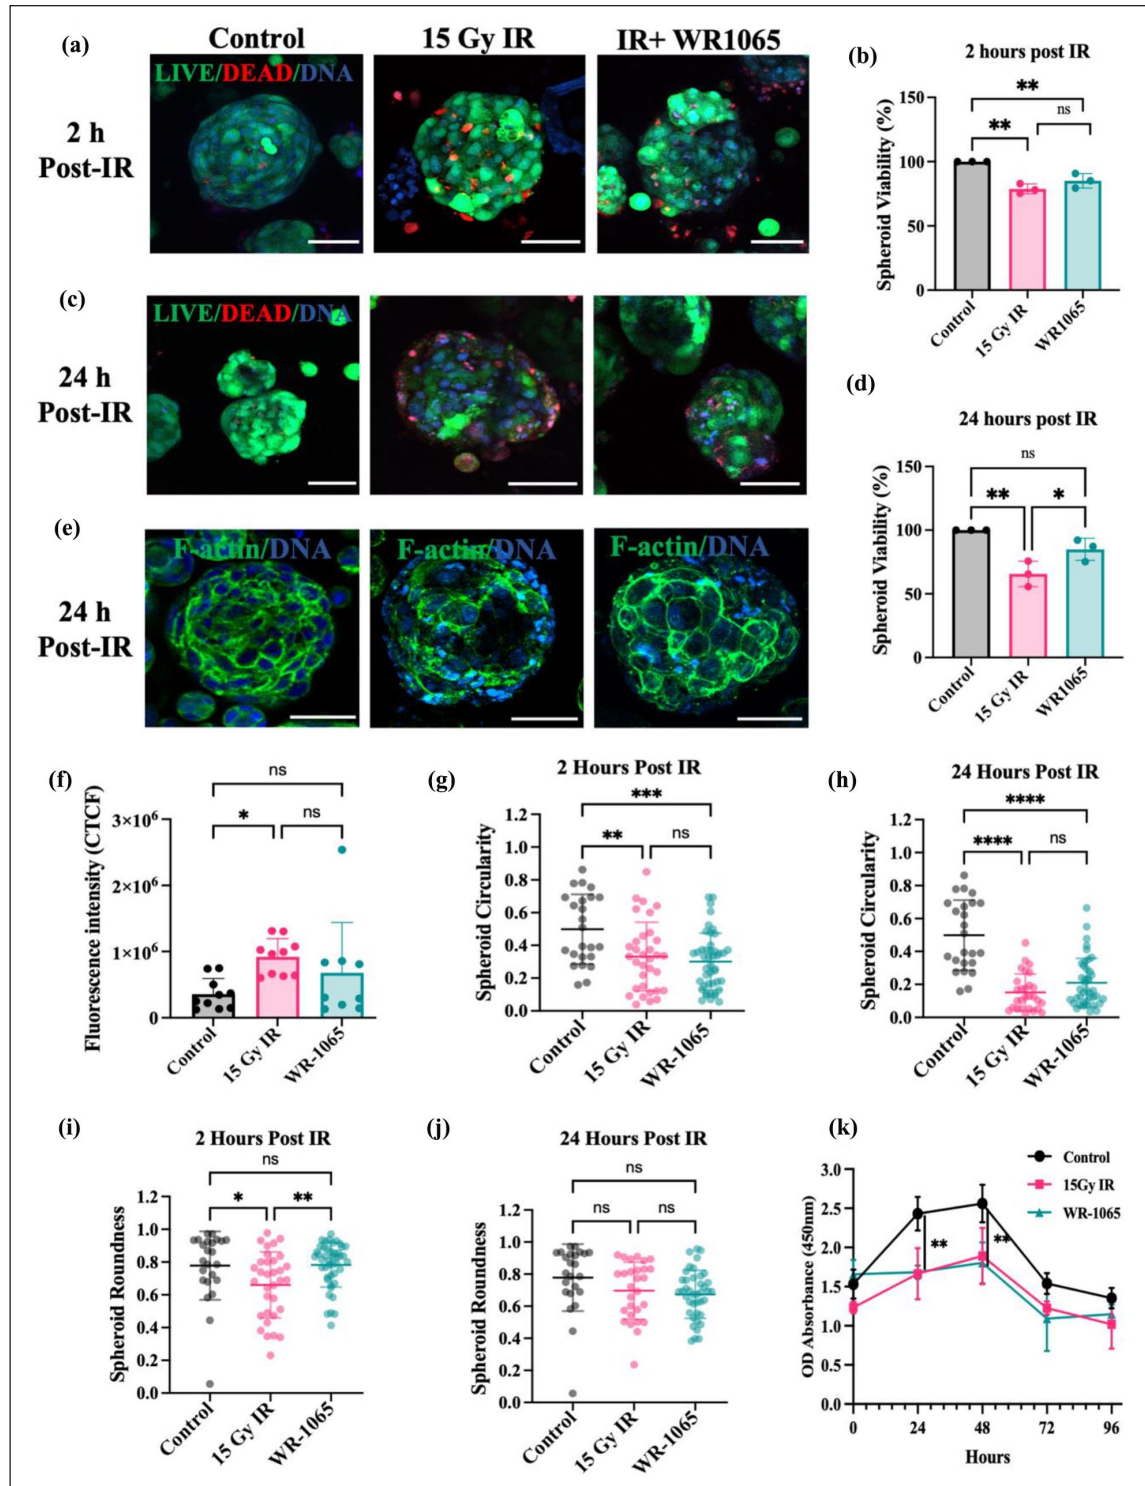 (a)
Control
15 Gy IR
IR+ WR1065
LIVE/DEAD/DNA
2 h
Post-IR
(b)
2 hours post IR
**
**
ns
Spheroid Viability (%)
150
100
50
0
Control
15 Gy IR
WR1065
(c)
LIVE/DEAD/DNA
24 h
Post-IR
(d)
24 hours post IR
ns
**
*
Spheroid Viability (%)
150
100
50
0
Control
15 Gy IR
WR1065
(e)
F-actin/DNA
F-actin/DNA
F-actin/DNA
24 h
Post-IR
(f)
ns
*
ns
Fluorescence intensity (CTCF)
3×10⁶
2×10⁶
1×10⁶
0
Control
15 Gy IR
WR-1065
(g)
2 Hours Post IR
***
**
ns
Spheroid Circularity
1.2
1.0
0.8
0.6
0.4
0.2
0.0
Control
15 Gy IR
WR-1065
(h)
24 Hours Post IR
****
****
ns
Spheroid Circularity
1.2
1.0
0.8
0.6
0.4
0.2
0.0
Control
15 Gy IR
WR-1065
(i)
2 Hours Post IR
ns
*
**
Spheroid Roundness
1.2
1.0
0.8
0.6
0.4
0.2
0.0
Control
15 Gy IR
WR-1065
(j)
24 Hours Post IR
ns
ns
ns
Spheroid Roundness
1.2
1.0
0.8
0.6
0.4
0.2
0.0
Control
15 Gy IR
WR-1065
(k)
Control
15Gy IR
WR-1065
OD Absorbance (450nm)
3.0
2.5
2.0
1.5
1.0
0.5
0.0
**
**
0
24
48
72
96
Hours